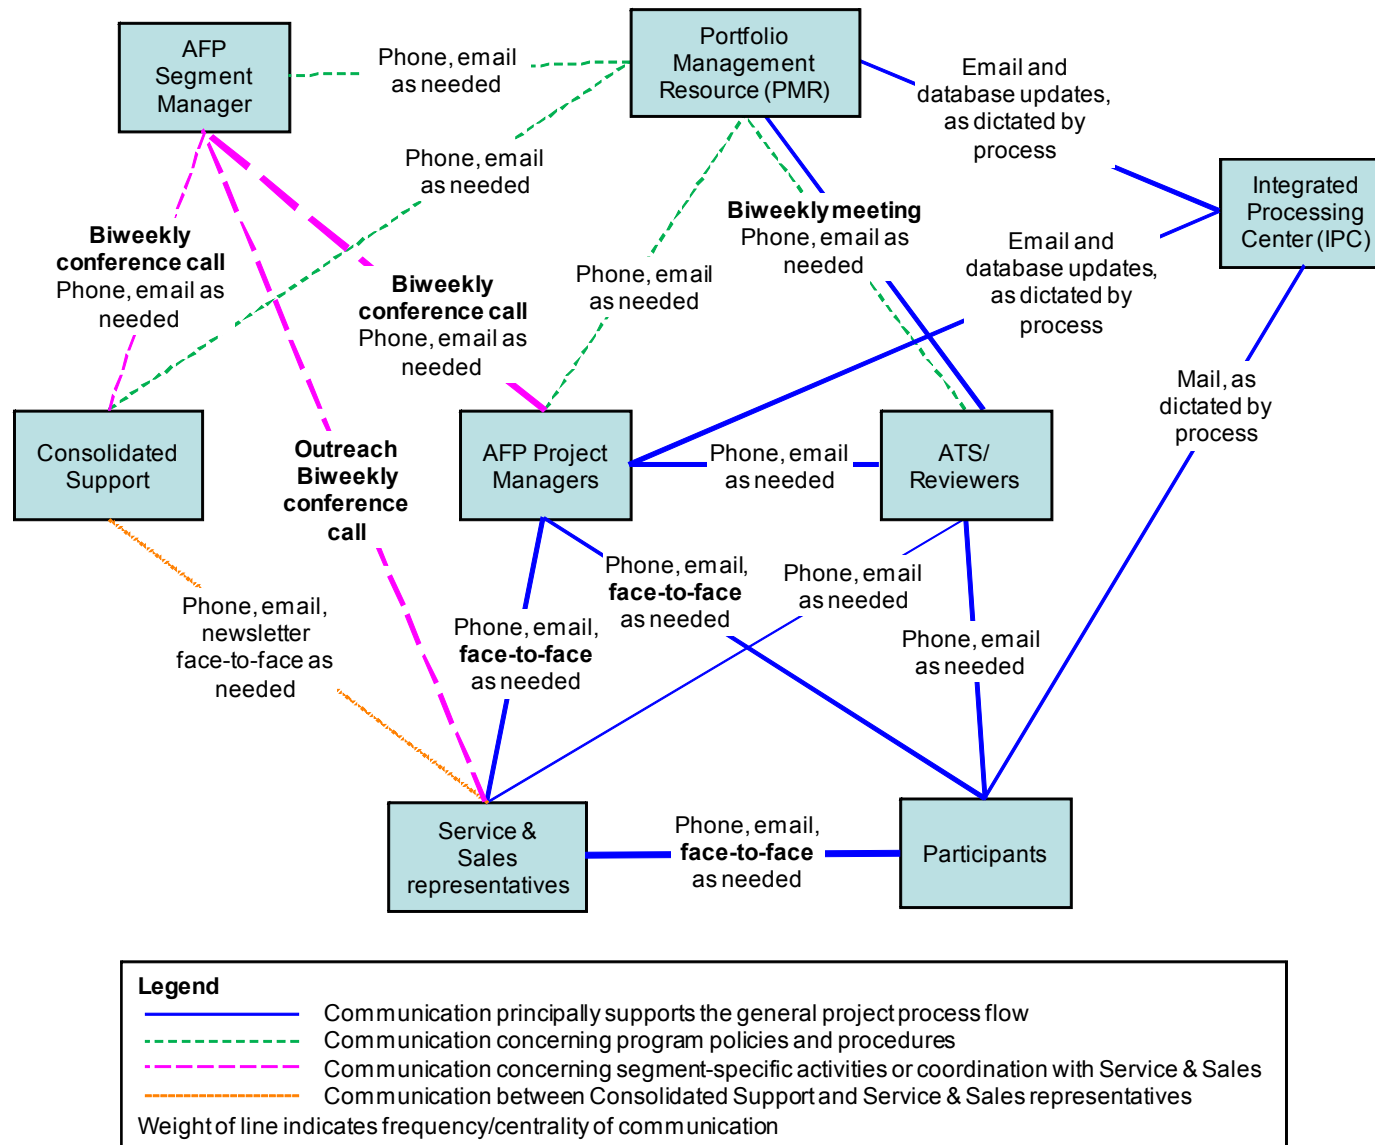 AFP
Segment
Manager
Phone, email
as needed
Portfolio
Management
Resource (PMR)
Email and
database updates,
as dictated by
process
Phone, email
as needed
Integrated
Processing
Center (IPC)
Biweekly
conference call
Phone, email as
needed
Biweekly meeting
Phone, email as
needed
Email and
database updates,
as dictated by
process
Biweekly
conference call
Phone, email as
needed
Phone, email
as needed
Mail, as
dictated by
process
Consolidated
Support
Outreach
Biweekly
conference
call
AFP Project
Managers
Phone, email
as needed
ATS/
Reviewers
Phone, email,
newsletter
face-to-face as
needed
Phone, email,
face-to-face
as needed
Phone, email,
face-to-face
as needed
Phone, email
as needed
Phone, email
as needed
Service &
Sales
representatives
Phone, email,
face-to-face
as needed
Participants
Legend
Communication principally supports the general project process flow
Communication concerning program policies and procedures
Communication concerning segment-specific activities or coordination with Service & Sales
Communication between Consolidated Support and Service & Sales representatives
Weight of line indicates frequency/centrality of communication